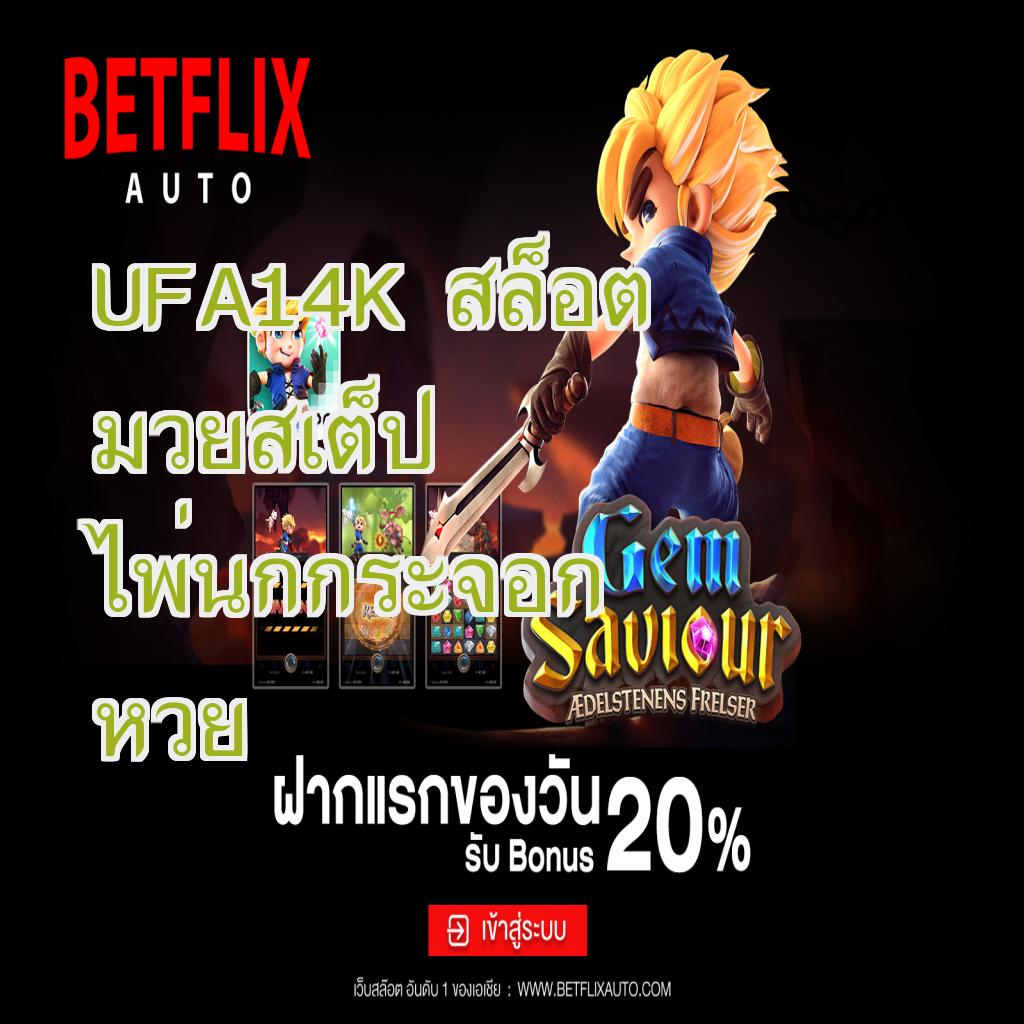 BETFLIX
AUTO
UFA14K สล็อต
มวยสเต็ป
ไพ่นกกระจอก
หวย
Gem
Saviour
ÆDELSTENENS FRELSER
ฝากแรกของวัน
รับ Bonus 20%
เข้าสู่ระบบ
เว็บสล๊อต อันดับ 1 ของเอเชีย : WWW.BETFLIXAUTO.COM